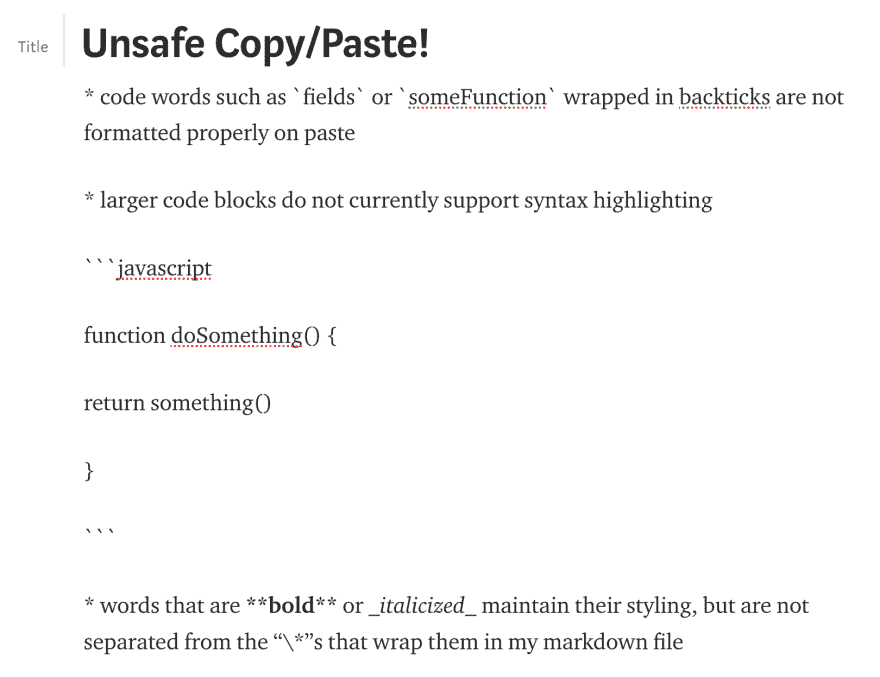 Title
Unsafe Copy/Paste!
* code words such as `fields` or `someFunction` wrapped in backticks are not
formatted properly on paste
* larger code blocks do not currently support syntax highlighting
```javascript
function doSomething() {
return something()
}
```
* words that are **bold** or _italicized_ maintain their styling, but are not
separated from the “\*”s that wrap them in my markdown file